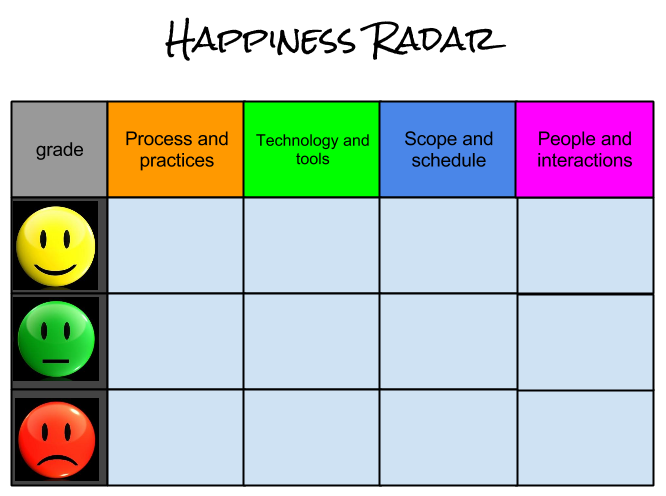 Happiness Radar
grade
Process and
practices
Technology and
tools
Scope and
schedule
People and
interactions